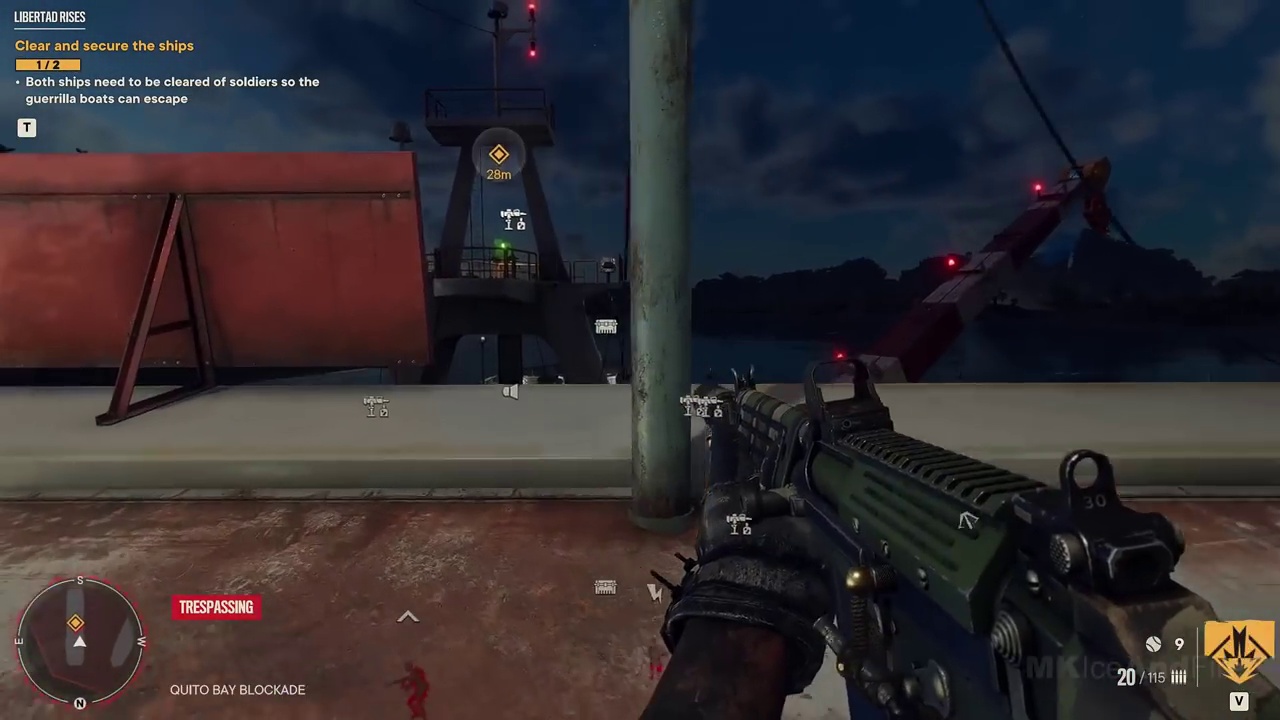 LIBERTAD RISES
Clear and secure the ships
1 / 2
• Both ships need to be cleared of soldiers so the
guerrilla boats can escape
T
28m
30
S
E
W
N
TRESPASSING
QUITO BAY BLOCKADE
9
20 / 115
V